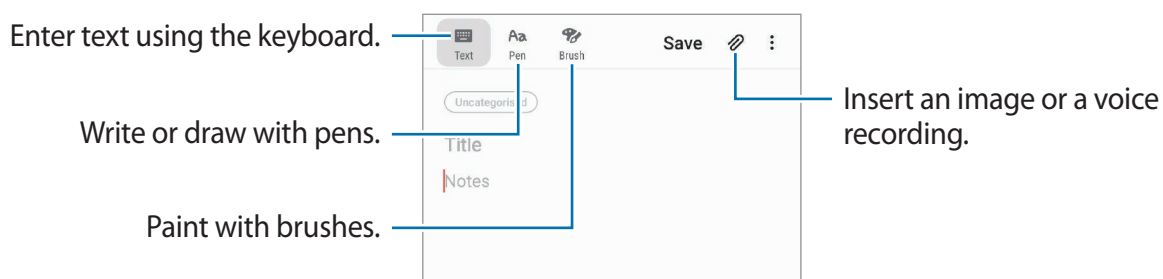 Enter text using the keyboard.
Text
Aa
Pen
Brush
Save
Insert an image or a voice
recording.
Uncategorised
Write or draw with pens.
Title
Notes
Paint with brushes.